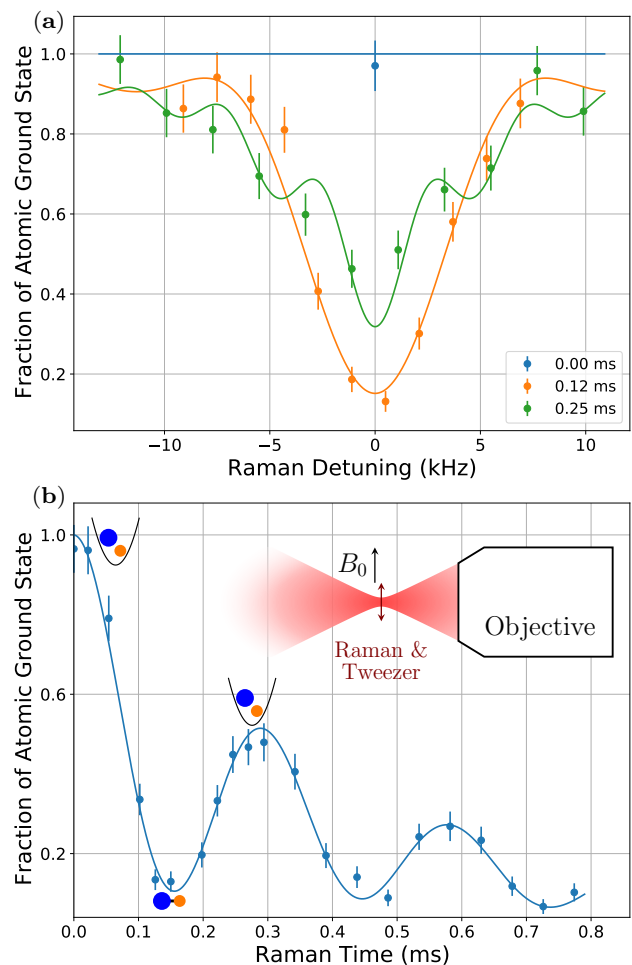 (a)
1.0
0.8
0.6
0.4
0.2
Fraction of Atomic Ground State
0.00 ms
0.12 ms
0.25 ms
−10
−5
0
5
10
Raman Detuning (kHz)
(b)
1.0
0.6
0.2
Fraction of Atomic Ground State
B₀
Objective
Raman &
Tweezer
0.0
0.1
0.2
0.3
0.4
0.5
0.6
0.7
0.8
Raman Time (ms)